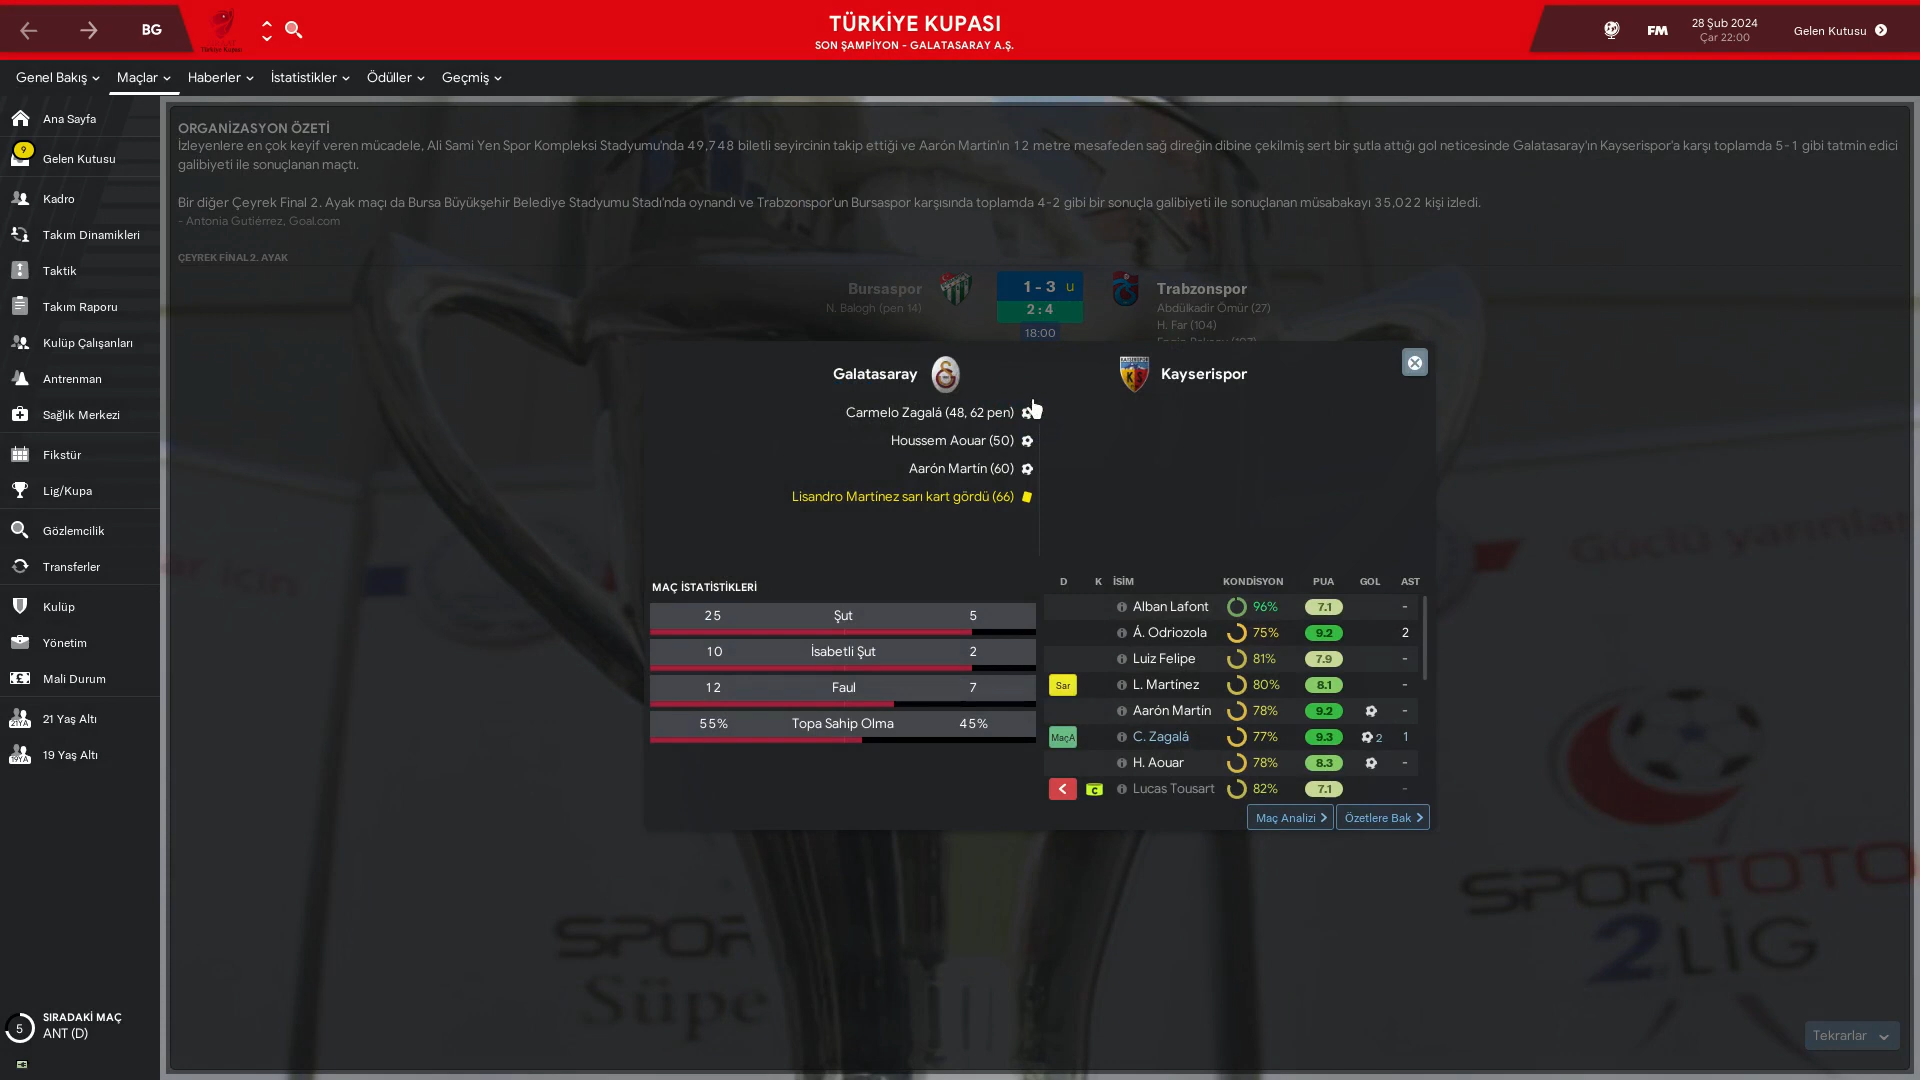 BG
TÜRKİYE KUPASI
SON ŞAMPİYON - GALATASARAY A.Ş.
FM
28 Şub 2024
Çar 22:00
Gelen Kutusu
Genel Bakış
Maçlar
Haberler
İstatistikler
Ödüller
Geçmiş
Ana Sayfa
9
Gelen Kutusu
Kadro
Takım Dinamikleri
Taktik
Takım Raporu
Kulüp Çalışanları
Antrenman
Sağlık Merkezi
Fikstür
Lig/Kupa
Gözlemcilik
Transferler
Kulüp
Yönetim
Mali Durum
21 Yaş Altı
19 Yaş Altı
SIRADAKİ MAÇ
5
ANT (D)
ORGANİZASYON ÖZETİ
İzleyenlere en çok keyif veren mücadele, Ali Sami Yen Spor Kompleksi Stadyumu'nda 49,748 biletli seyircinin takip ettiği ve Aarón Martín'ın 12 metre mesafeden sağ direğin dibine çekilmiş sert bir şutla attığı gol neticesinde Galatasaray'ın Kayserispor'a karşı toplamda 5-1 gibi tatmin edici
galibiyeti ile sonuçlanan maçtı.
Bir diğer Çeyrek Final 2. Ayak maçı da Bursa Büyükşehir Belediye Stadyumu Stadı'nda oynandı ve Trabzonspor'un Bursaspor karşısında toplamda 4-2 gibi bir sonuçla galibiyeti ile sonuçlanan müsabakayı 35,022 kişi izledi.
- Antonia Gutiérrez, Goal.com
ÇEYREK FİNAL 2. AYAK
Bursaspor 1 - 3 u Trabzonspor
N. Balogh (pen 14) 2 : 4 Abdülkadir Ömür (27)
H. Far (104)
18:00
Galatasaray Kayserispor
Carmelo Zagalá (48, 62 pen)
Houssem Aouar (50)
Aarón Martín (60)
Lisandro Martínez sarı kart gördü (66)
MAÇ İSTATİSTİKLERİ
25 Şut 5
10 İsabetli Şut 2
12 Faul 7
55% Topa Sahip Olma 45%
D K İSİM KONDİSYON PUA GOL AST
Alban Lafont 96% 7.1 -
Á. Odriozola 75% 9.2 2
Luiz Felipe 81% 7.9 -
Sar L. Martínez 80% 8.1 -
Aarón Martín 78% 9.2 -
MaçA C. Zagalá 77% 9.3 2 1
H. Aouar 78% 8.3 -
C Lucas Tousart 82% 7.1 -
Maç Analizi
Özetlere Bak
SPORTOTO
2.LİG
SPOR
Süpe
Tekrarlar